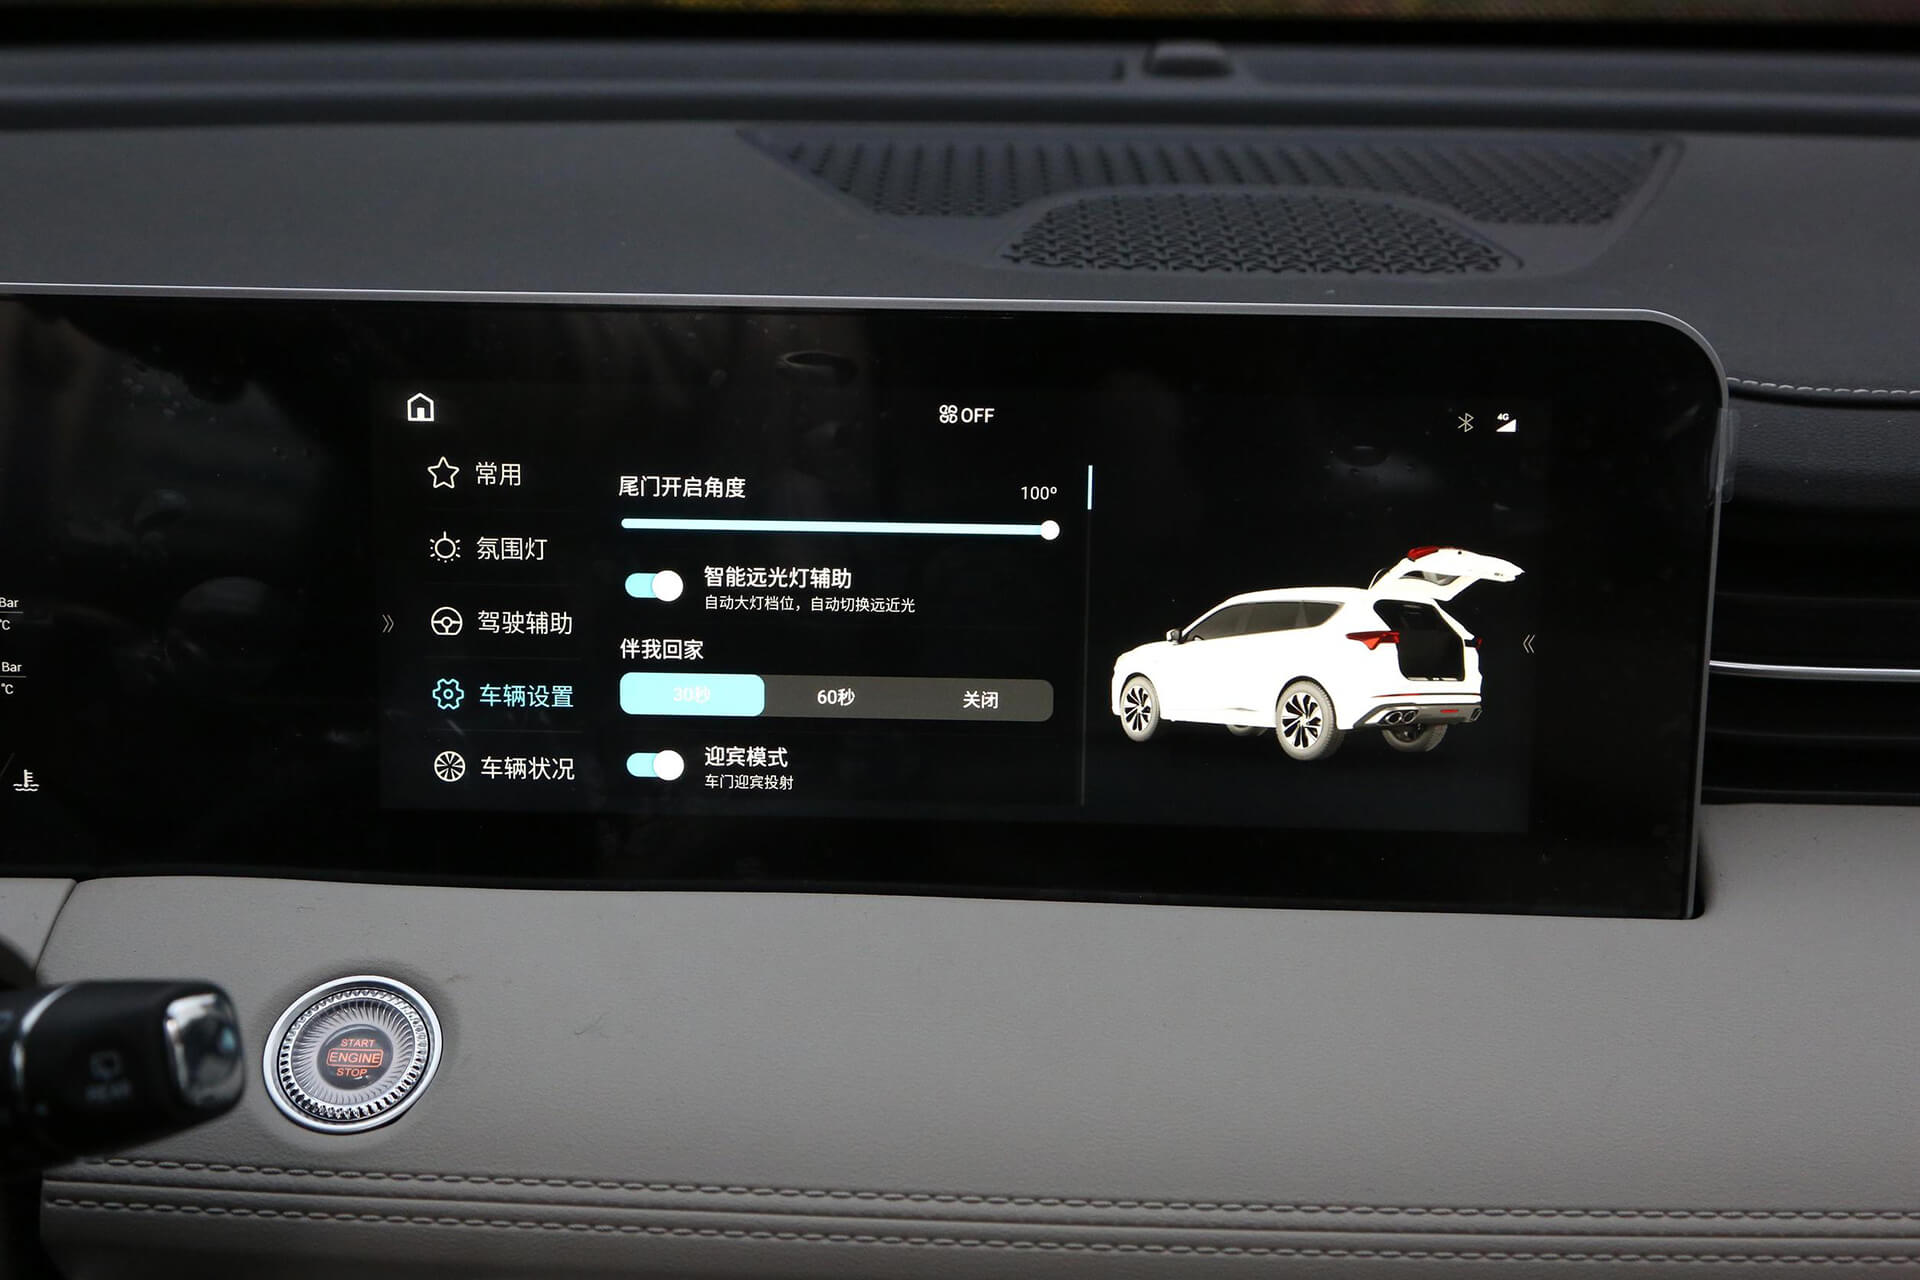 OFF
4G
常用
氛围灯
驾驶辅助
车辆设置
车辆状况
尾门开启角度
100°
智能远光灯辅助
自动大灯档位，自动切换远近光
伴我回家
30秒 60秒 关闭
迎宾模式
车门迎宾投射
Bar
°C
Bar
°C
START
ENGINE
STOP